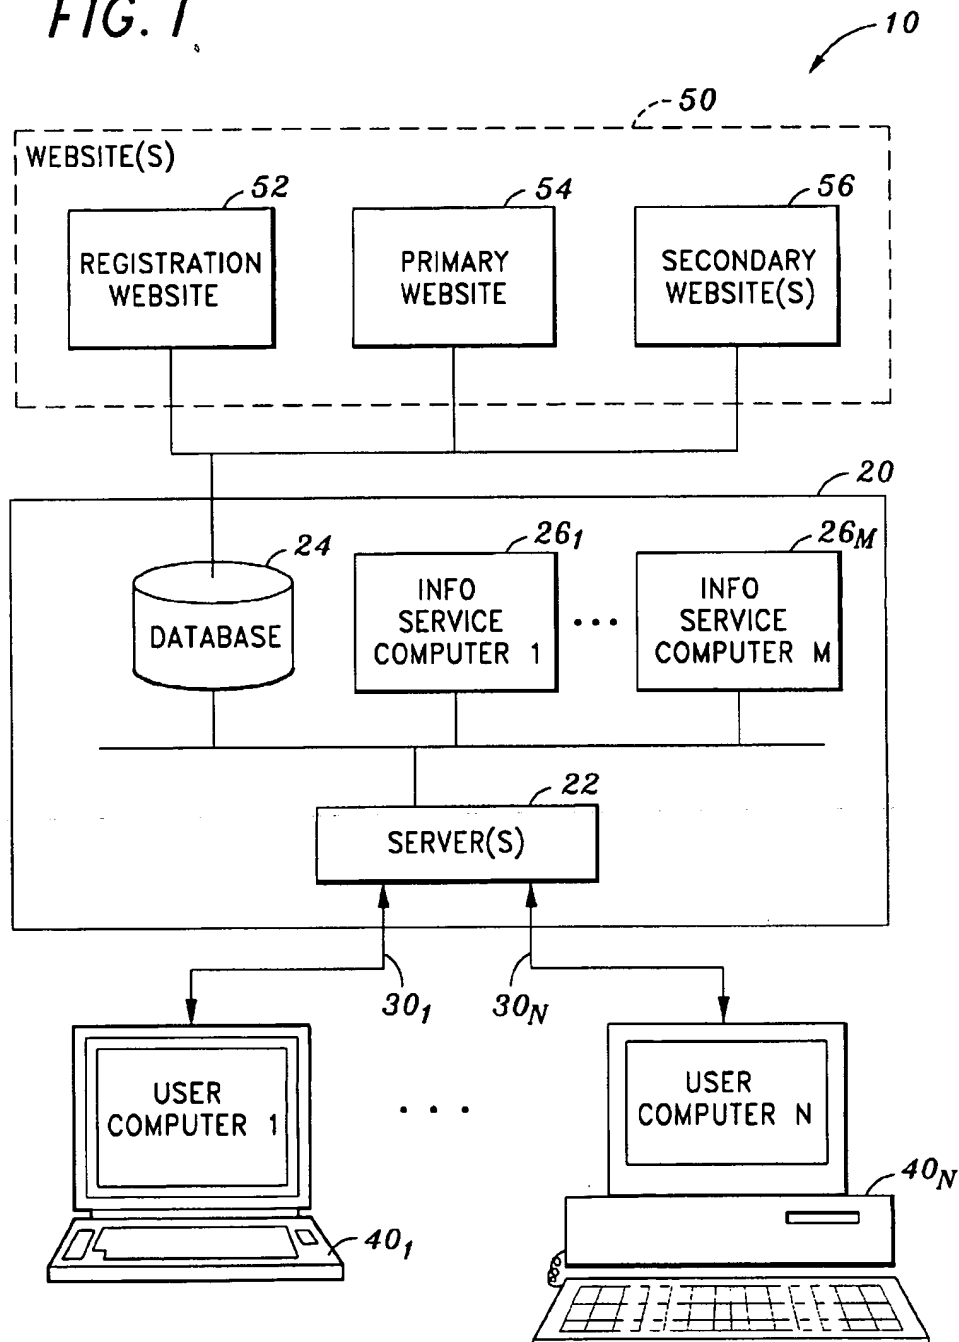 FIG. 1
10
50
WEBSITE(S)
52
54
56
REGISTRATION
WEBSITE
PRIMARY
WEBSITE
SECONDARY
WEBSITE(S)
20
24
26₁
26M
DATABASE
INFO
SERVICE
COMPUTER 1
...
INFO
SERVICE
COMPUTER M
22
SERVER(S)
30₁
30N
USER
COMPUTER 1
...
USER
COMPUTER N
40₁
40N